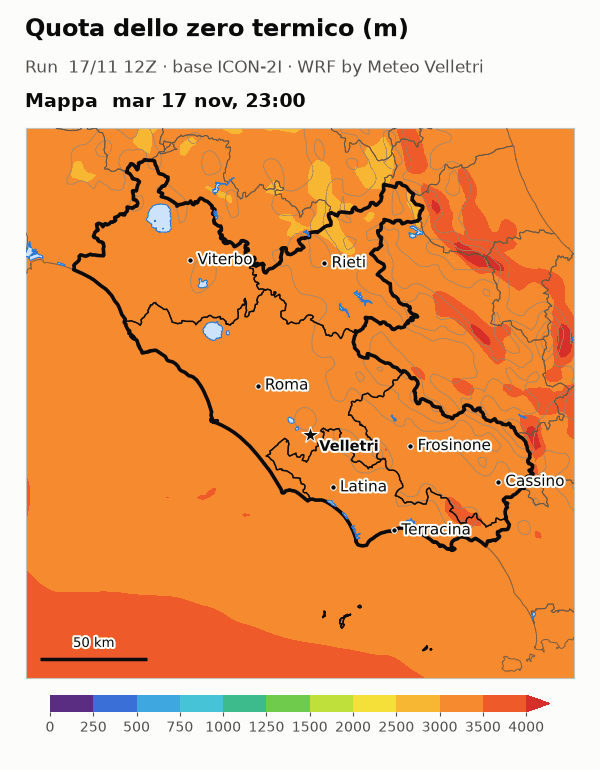 Quota dello zero termico (m)
Run  17/11 12Z · base ICON-2I · WRF by Meteo Velletri
Mappa  mar 17 nov, 23:00
Viterbo
Rieti
Roma
Velletri
Frosinone
Cassino
Latina
Terracina
50 km
0 250 500 750 1000 1250 1500 2000 2500 3000 3500 4000